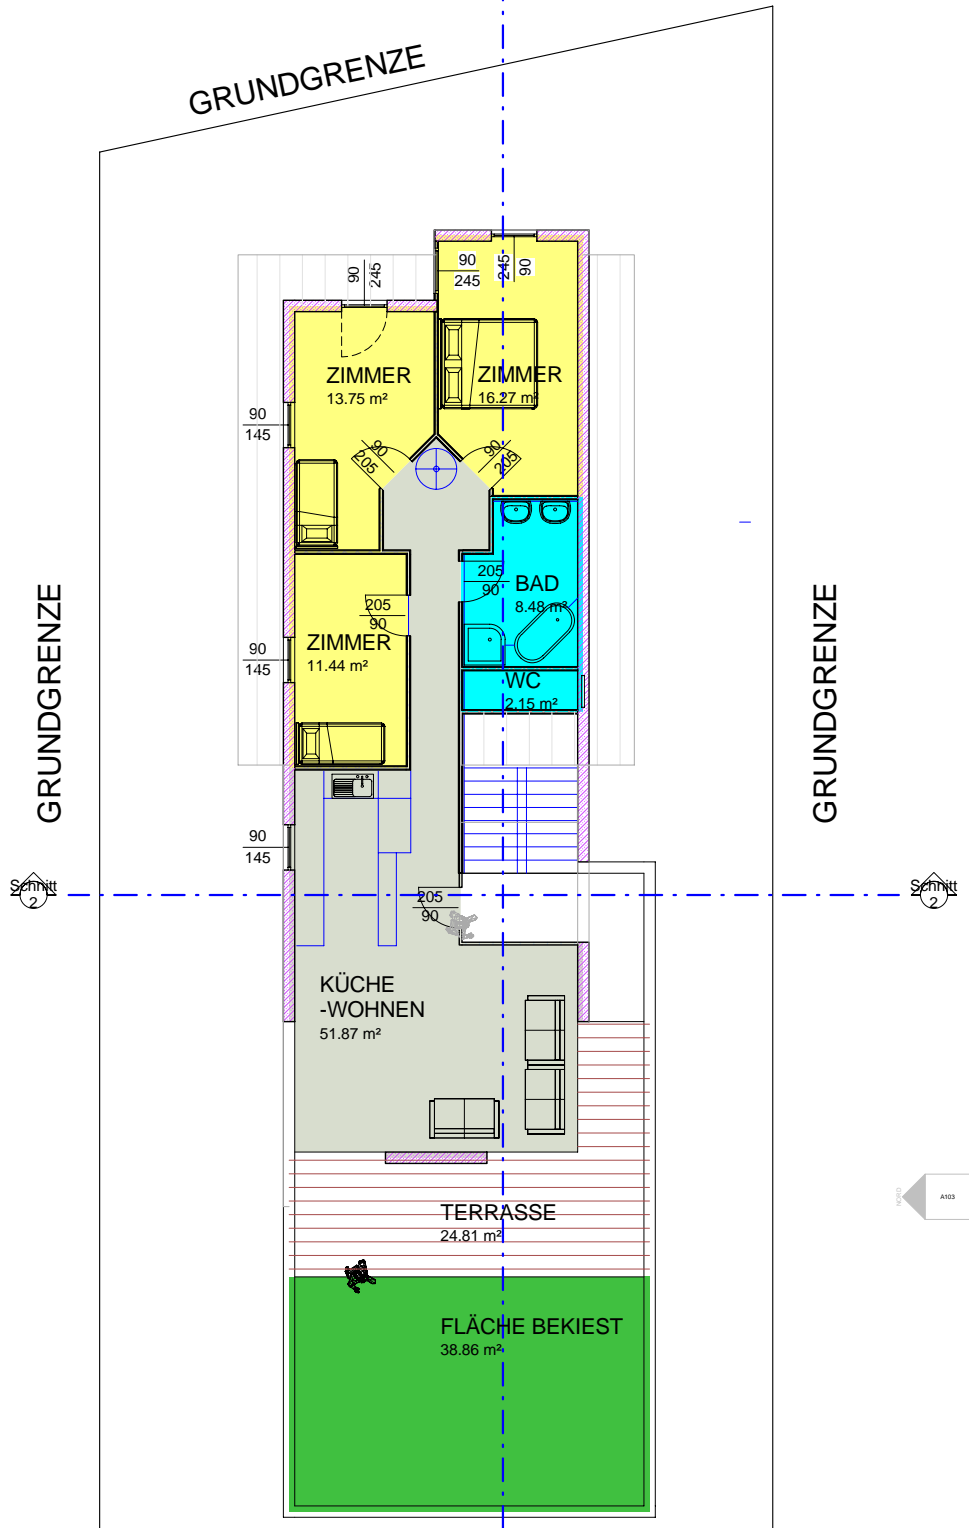 GRUNDGRENZE
90
245
90
245
245
90
ZIMMER
13.75 m²
ZIMMER
16.27 m²
90
145
90
205
90
205
GRUNDGRENZE
GRUNDGRENZE
205
90
BAD
8.48 m²
205
90
ZIMMER
11.44 m²
90
145
WC
2.15 m²
90
145
Schnitt
2
Schnitt
2
205
90
KÜCHE
-WOHNEN
51.87 m²
NORD
A103
TERRASSE
24.81 m²
FLÄCHE BEKIEST
38.86 m²